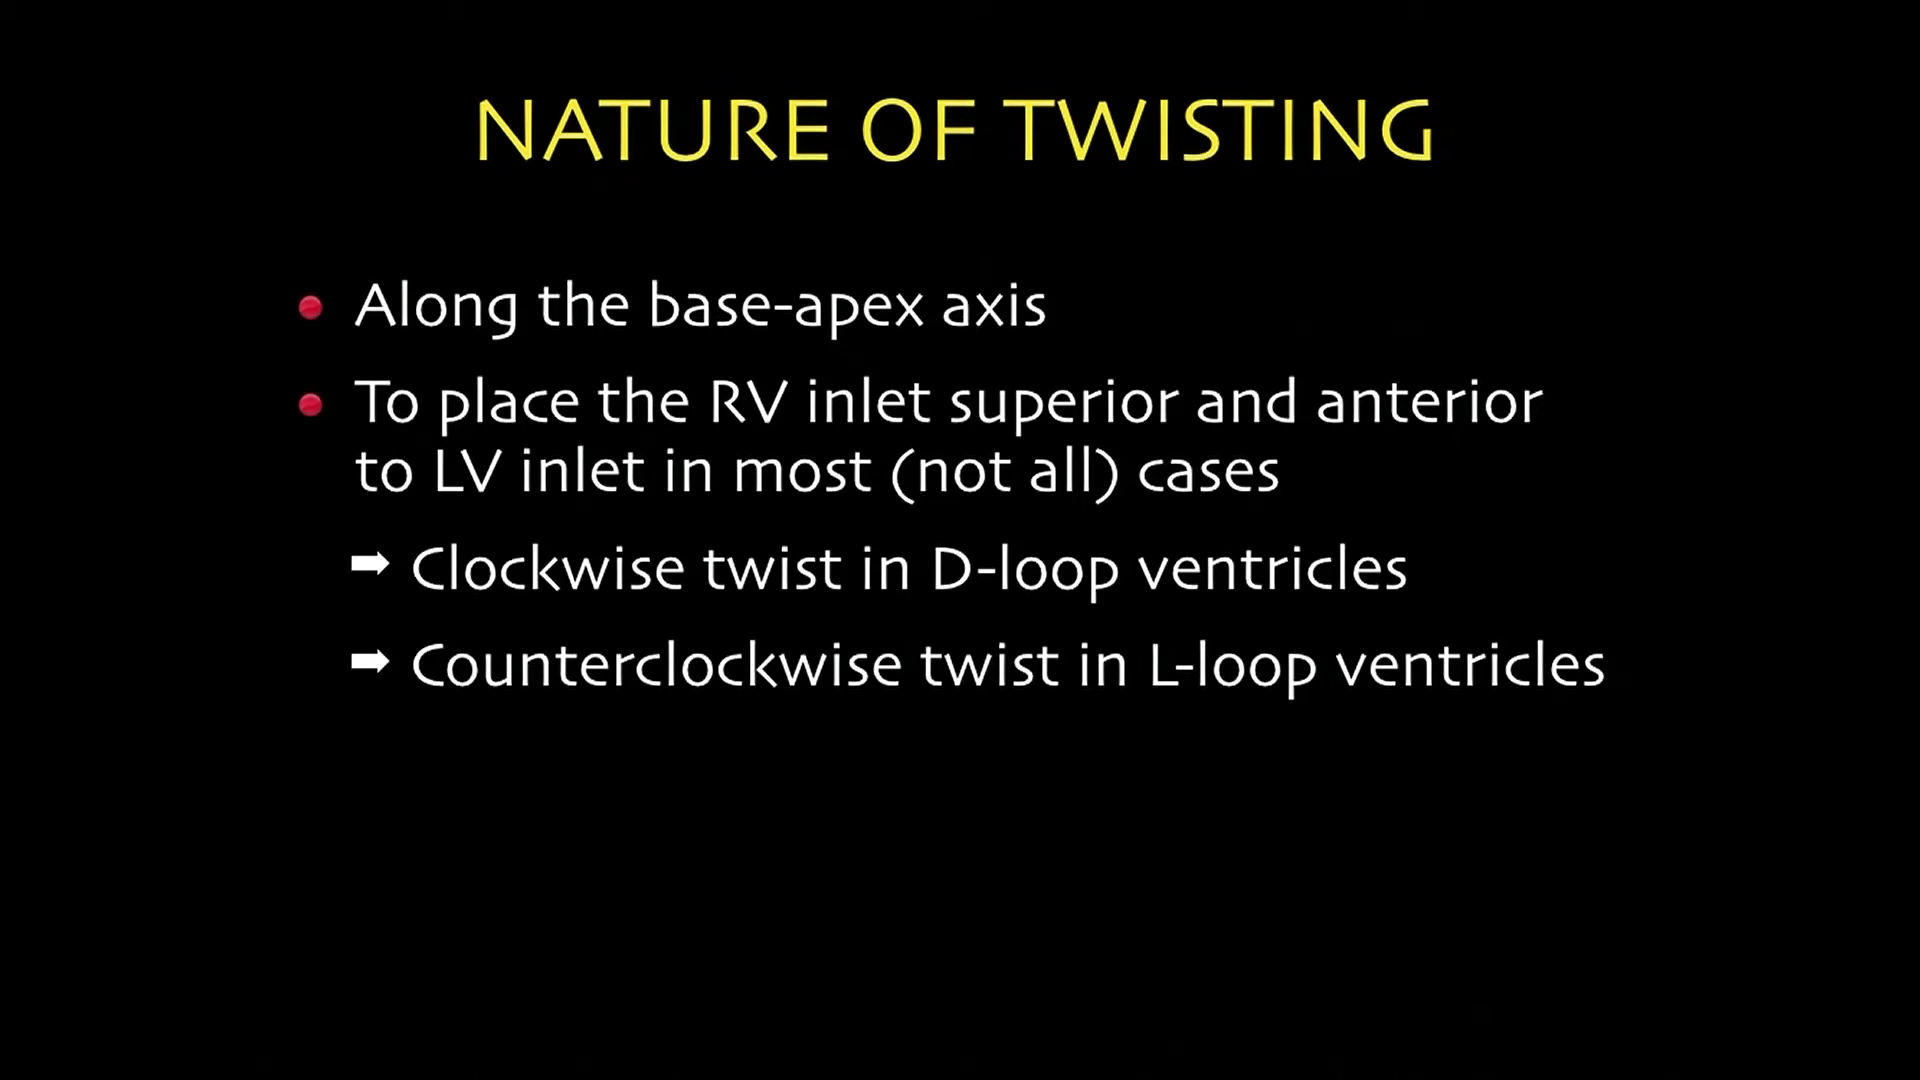 NATURE OF TWISTING
• Along the base-apex axis
• To place the RV inlet superior and anterior
to LV inlet in most (not all) cases
➡ Clockwise twist in D-loop ventricles
➡ Counterclockwise twist in L-loop ventricles